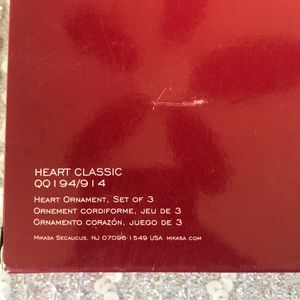 HEART CLASSIC
QQ194/914
HEART ORNAMENT, SET OF 3
ORNEMENT CORDIFORME, JEU DE 3
ORNAMENTO CORAZÓN, JUEGO DE 3
MIKASA SECAUCUS, NJ 07096-1549 USA MIKASA.COM